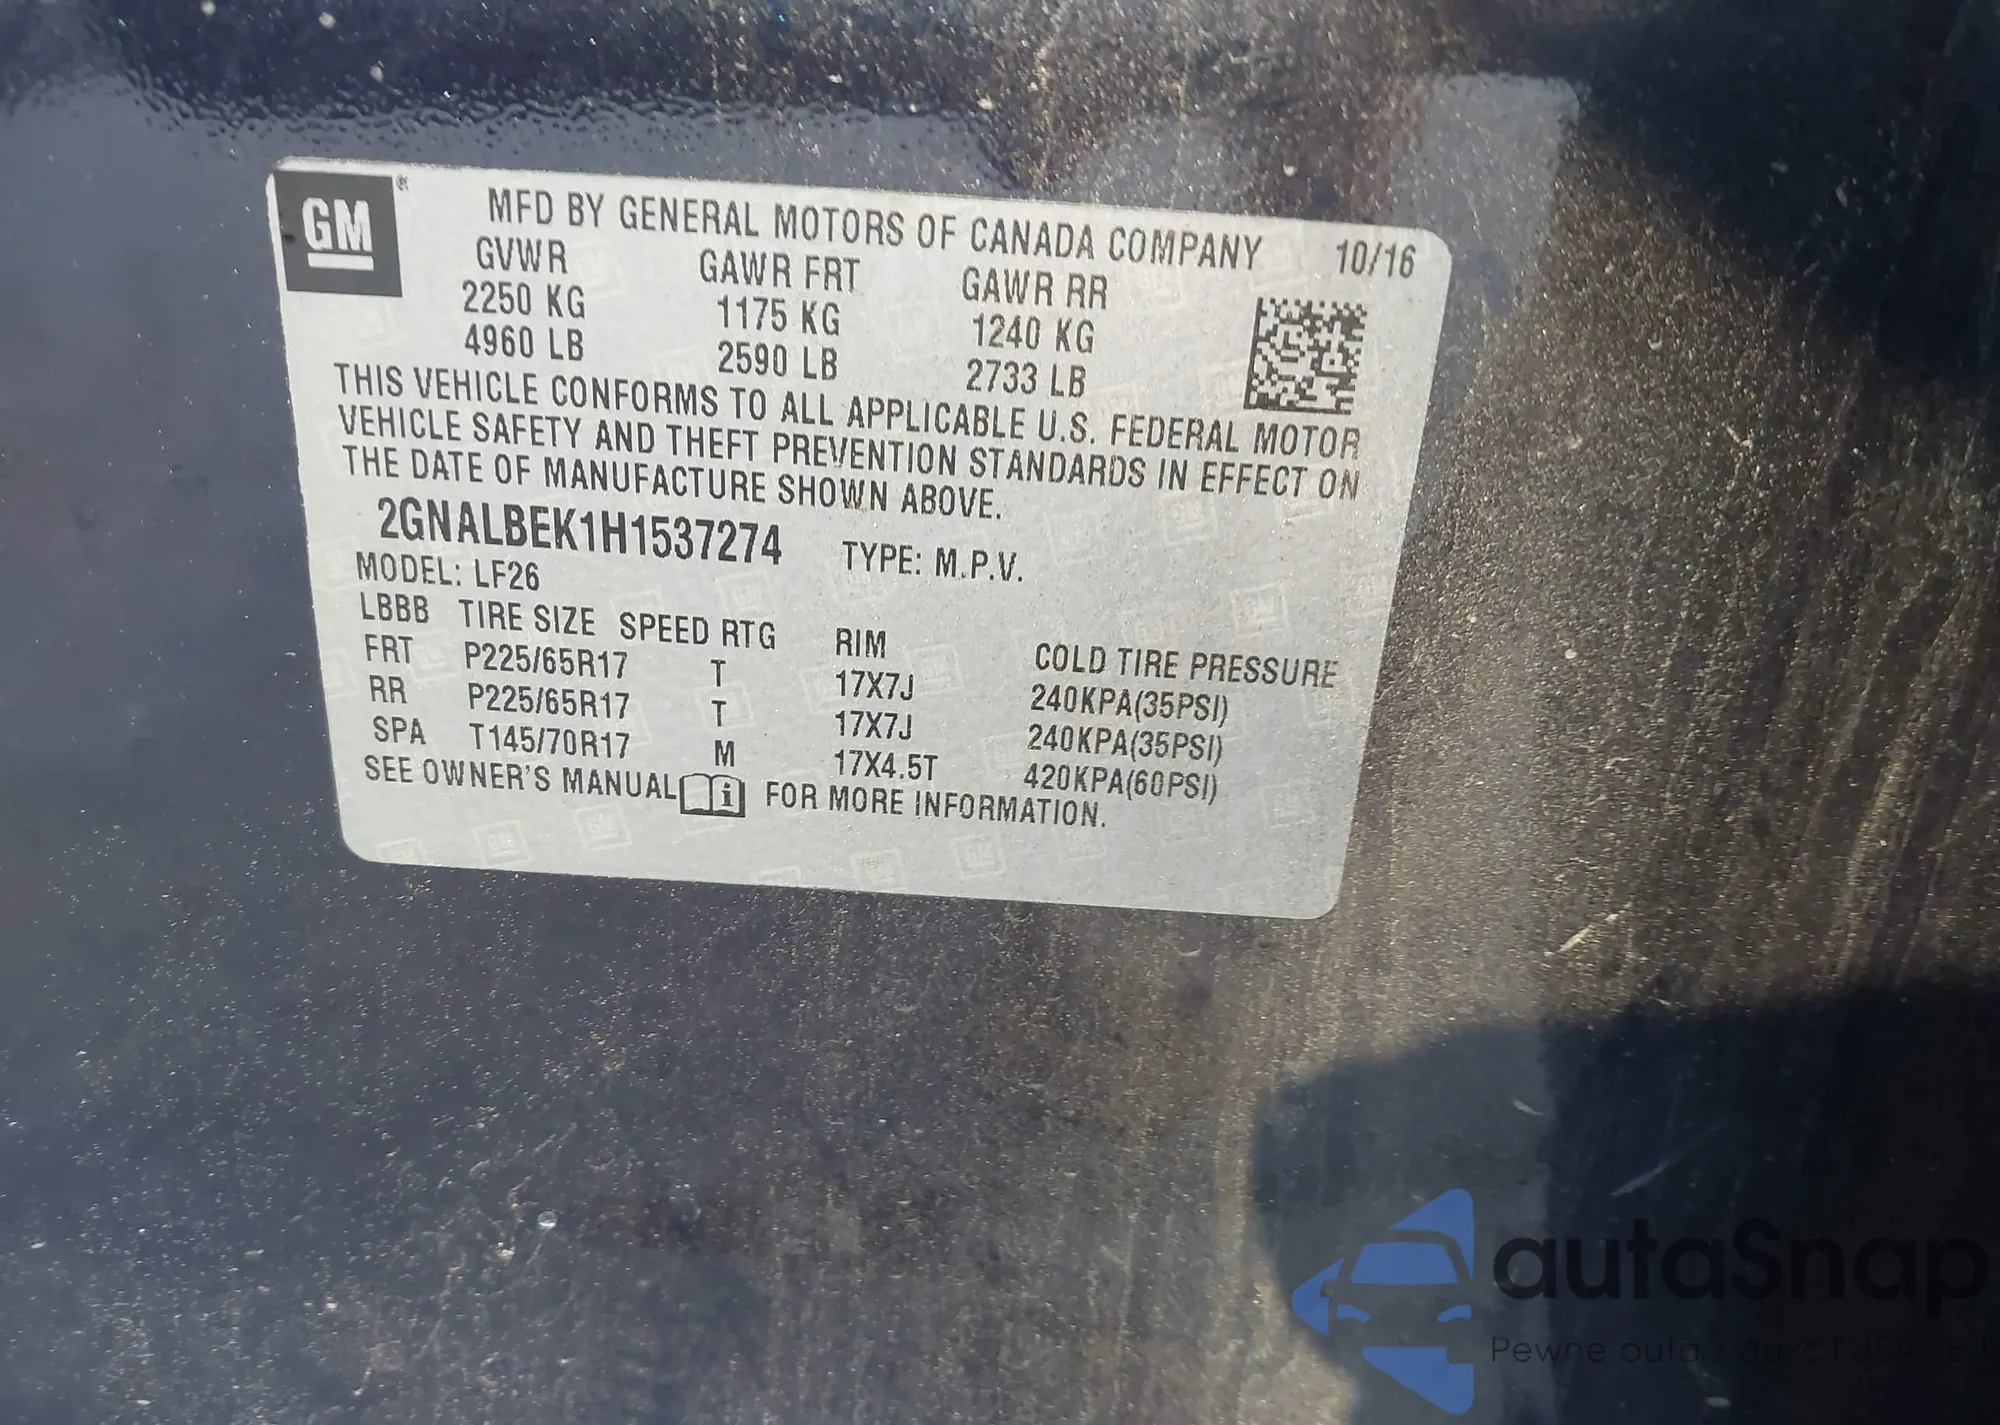 GM ®
MFD BY GENERAL MOTORS OF CANADA COMPANY 10/16
GVWR GAWR FRT GAWR RR
2250 KG 1175 KG 1240 KG
4960 LB 2590 LB 2733 LB
THIS VEHICLE CONFORMS TO ALL APPLICABLE U.S. FEDERAL MOTOR
VEHICLE SAFETY AND THEFT PREVENTION STANDARDS IN EFFECT ON
THE DATE OF MANUFACTURE SHOWN ABOVE.
2GNALBEK1H1537274 TYPE: M.P.V.
MODEL: LF26
LBBB TIRE SIZE SPEED RTG RIM COLD TIRE PRESSURE
FRT P225/65R17 T 17X7J 240KPA(35PSI)
RR P225/65R17 T 17X7J 240KPA(35PSI)
SPA T145/70R17 M 17X4.5T 420KPA(60PSI)
SEE OWNER'S MANUAL i FOR MORE INFORMATION.
autaSnap
Pewne auta z